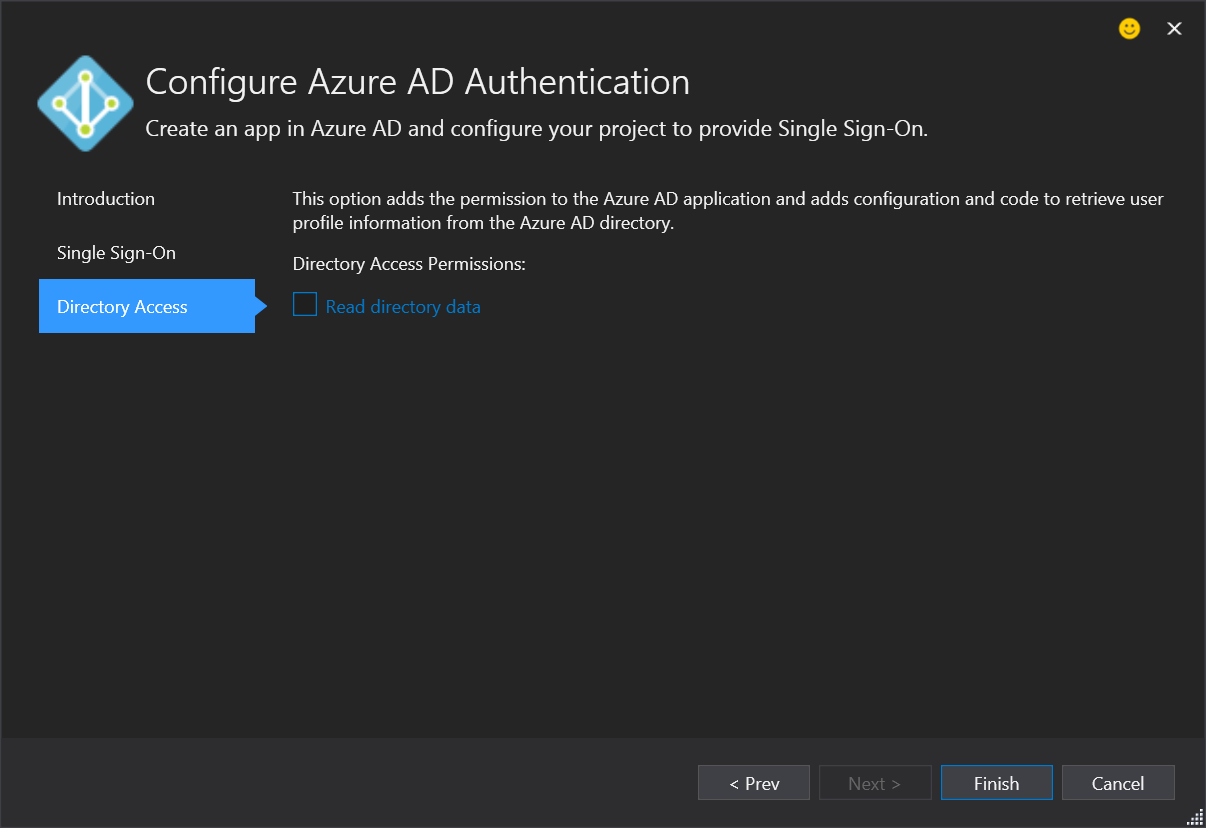 Configure Azure AD Authentication
Create an app in Azure AD and configure your project to provide Single Sign-On.
Introduction
Single Sign-On
Directory Access
This option adds the permission to the Azure AD application and adds configuration and code to retrieve user
profile information from the Azure AD directory.
Directory Access Permissions:
Read directory data
< Prev
Next >
Finish
Cancel